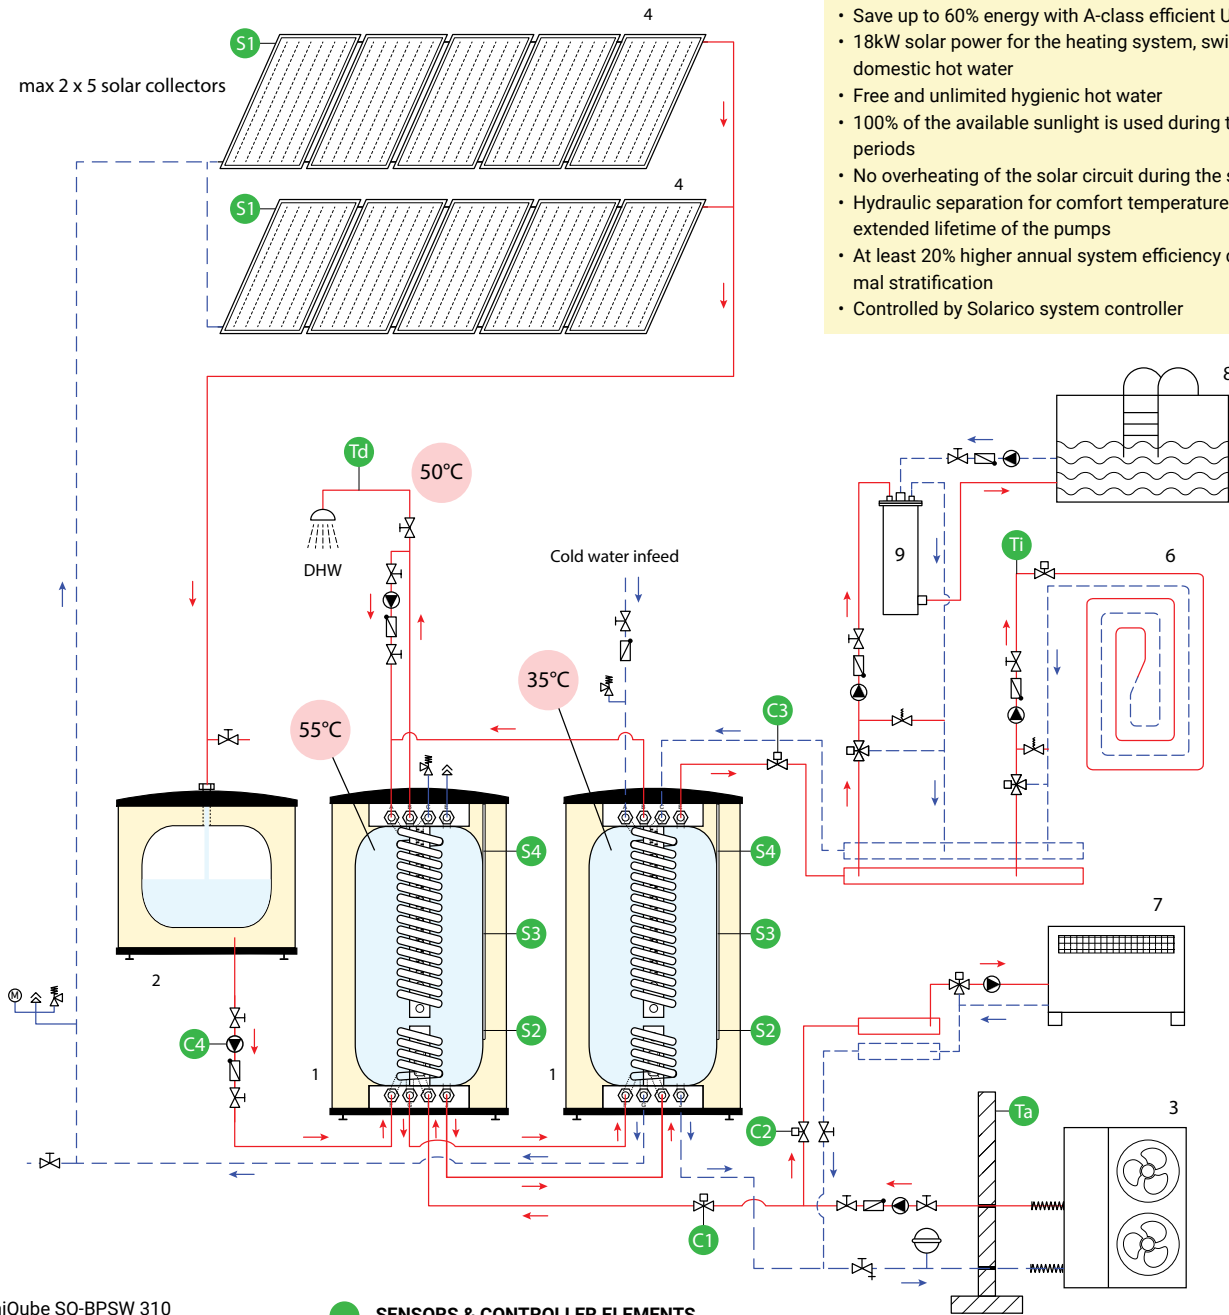 4
S1
max 2 x 5 solar collectors
4
S1
• Save up to 60% energy with A-class efficient
• 18kW solar power for the heating system,
domestic hot water
• Free and unlimited hygienic hot water
• 100% of the available sunlight is used during
periods
• No overheating of the solar circuit during the
• Hydraulic separation for comfort temperature
extended lifetime of the pumps
• At least 20% higher annual system efficiency
mal stratification
• Controlled by Solarico system controller
8
Td
50°C
DHW
Cold water infeed
9
Ti
6
35°C
55°C
C3
A B C E
A B C E
S4
S4
S3
S3
S2
S2
2
M
C4
1
1
7
C2
Ta
3
C1
SO-BPSW 310
SENSORS & CONTROLLER ELEMENTS